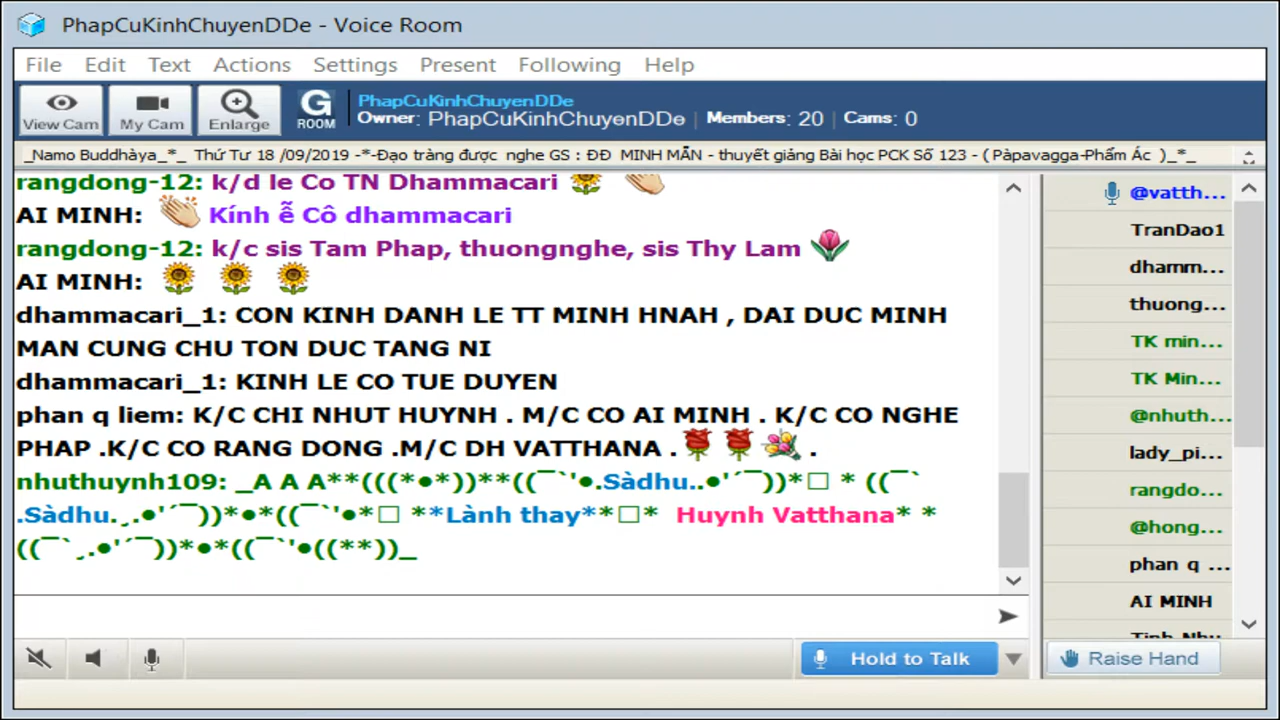 PhapCuKinhChuyenDDe - Voice Room
File Edit Text Actions Settings Present Following Help
View Cam My Cam Enlarge G ROOM
PhapCuKinhChuyenDDe
Owner: PhapCuKinhChuyenDDe | Members: 20 | Cams: 0
_Namo Buddhàya_*_ Thứ Tư 18 /09/2019 -*-Đạo tràng được nghe GS : ĐĐ MINH MẪN - thuyết giảng Bài học PCK Số 123 - ( Pàpavagga-Phẩm Ác )_*_
rangdong-12: k/d le Co TN Dhammacari
AI MINH: Kính ễ Cô dhammacari
rangdong-12: k/c sis Tam Phap, thuongnghe, sis Thy Lam
AI MINH:
dhammacari_1: CON KINH DANH LE TT MINH HNAH , DAI DUC MINH
MAN CUNG CHU TON DUC TANG NI
dhammacari_1: KINH LE CO TUE DUYEN
phan q liem: K/C CHI NHUT HUYNH . M/C CO AI MINH . K/C CO NGHE
PHAP .K/C CO RANG DONG .M/C DH VATTHANA . .
nhuthuynh109: _A A A**(((*●*))**((¯`'●.Sàdhu..●'´¯))*□ * ((¯`
.Sàdhu.¸.●'´¯))*●*((¯`'●*□ **Lành thay**□* Huynh Vatthana* *
((¯`¸.●'´¯))*●*((¯`'●((**))_
@vatth...
TranDao1
dhamm...
thuong...
TK min...
TK Min...
@nhuth...
lady_pi...
rangdo...
@hong...
phan q ...
AI MINH
Tinh Nhu
Hold to Talk
Raise Hand